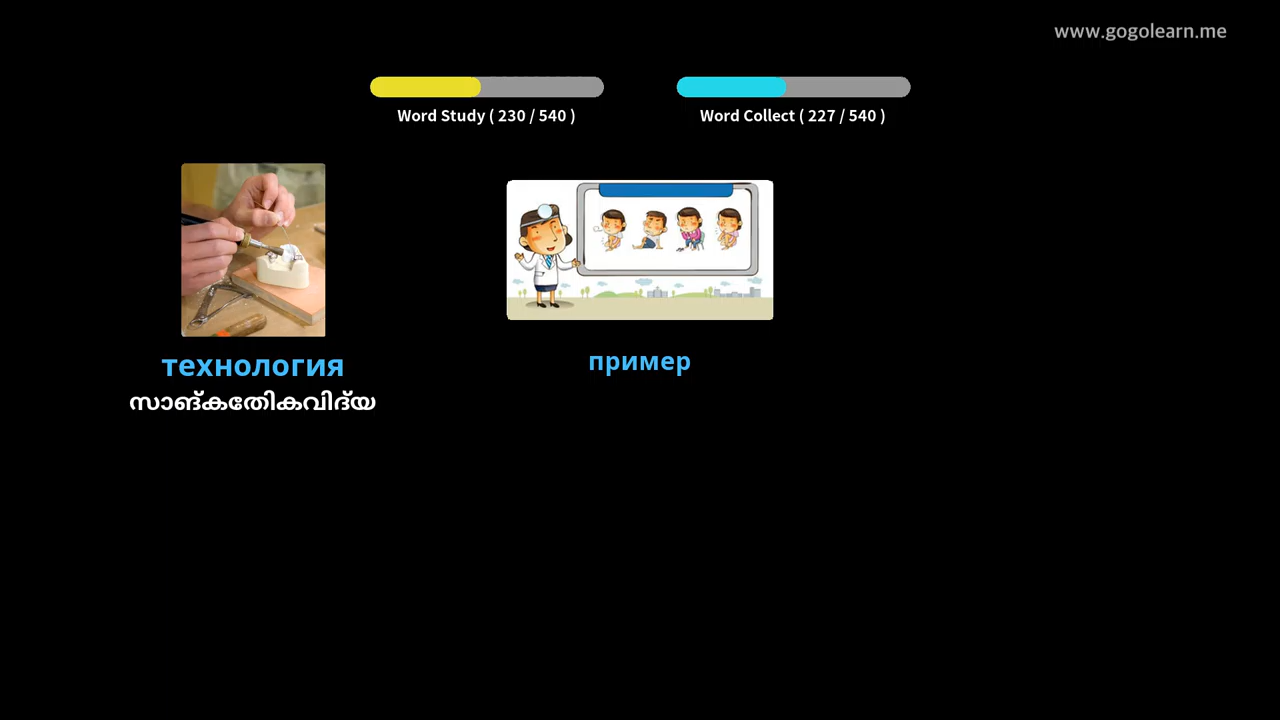 www.gogolearn.me
Word Study ( 230 / 540 )
Word Collect ( 227 / 540 )
технология
സാങ്കേതികവിദ്യ
пример